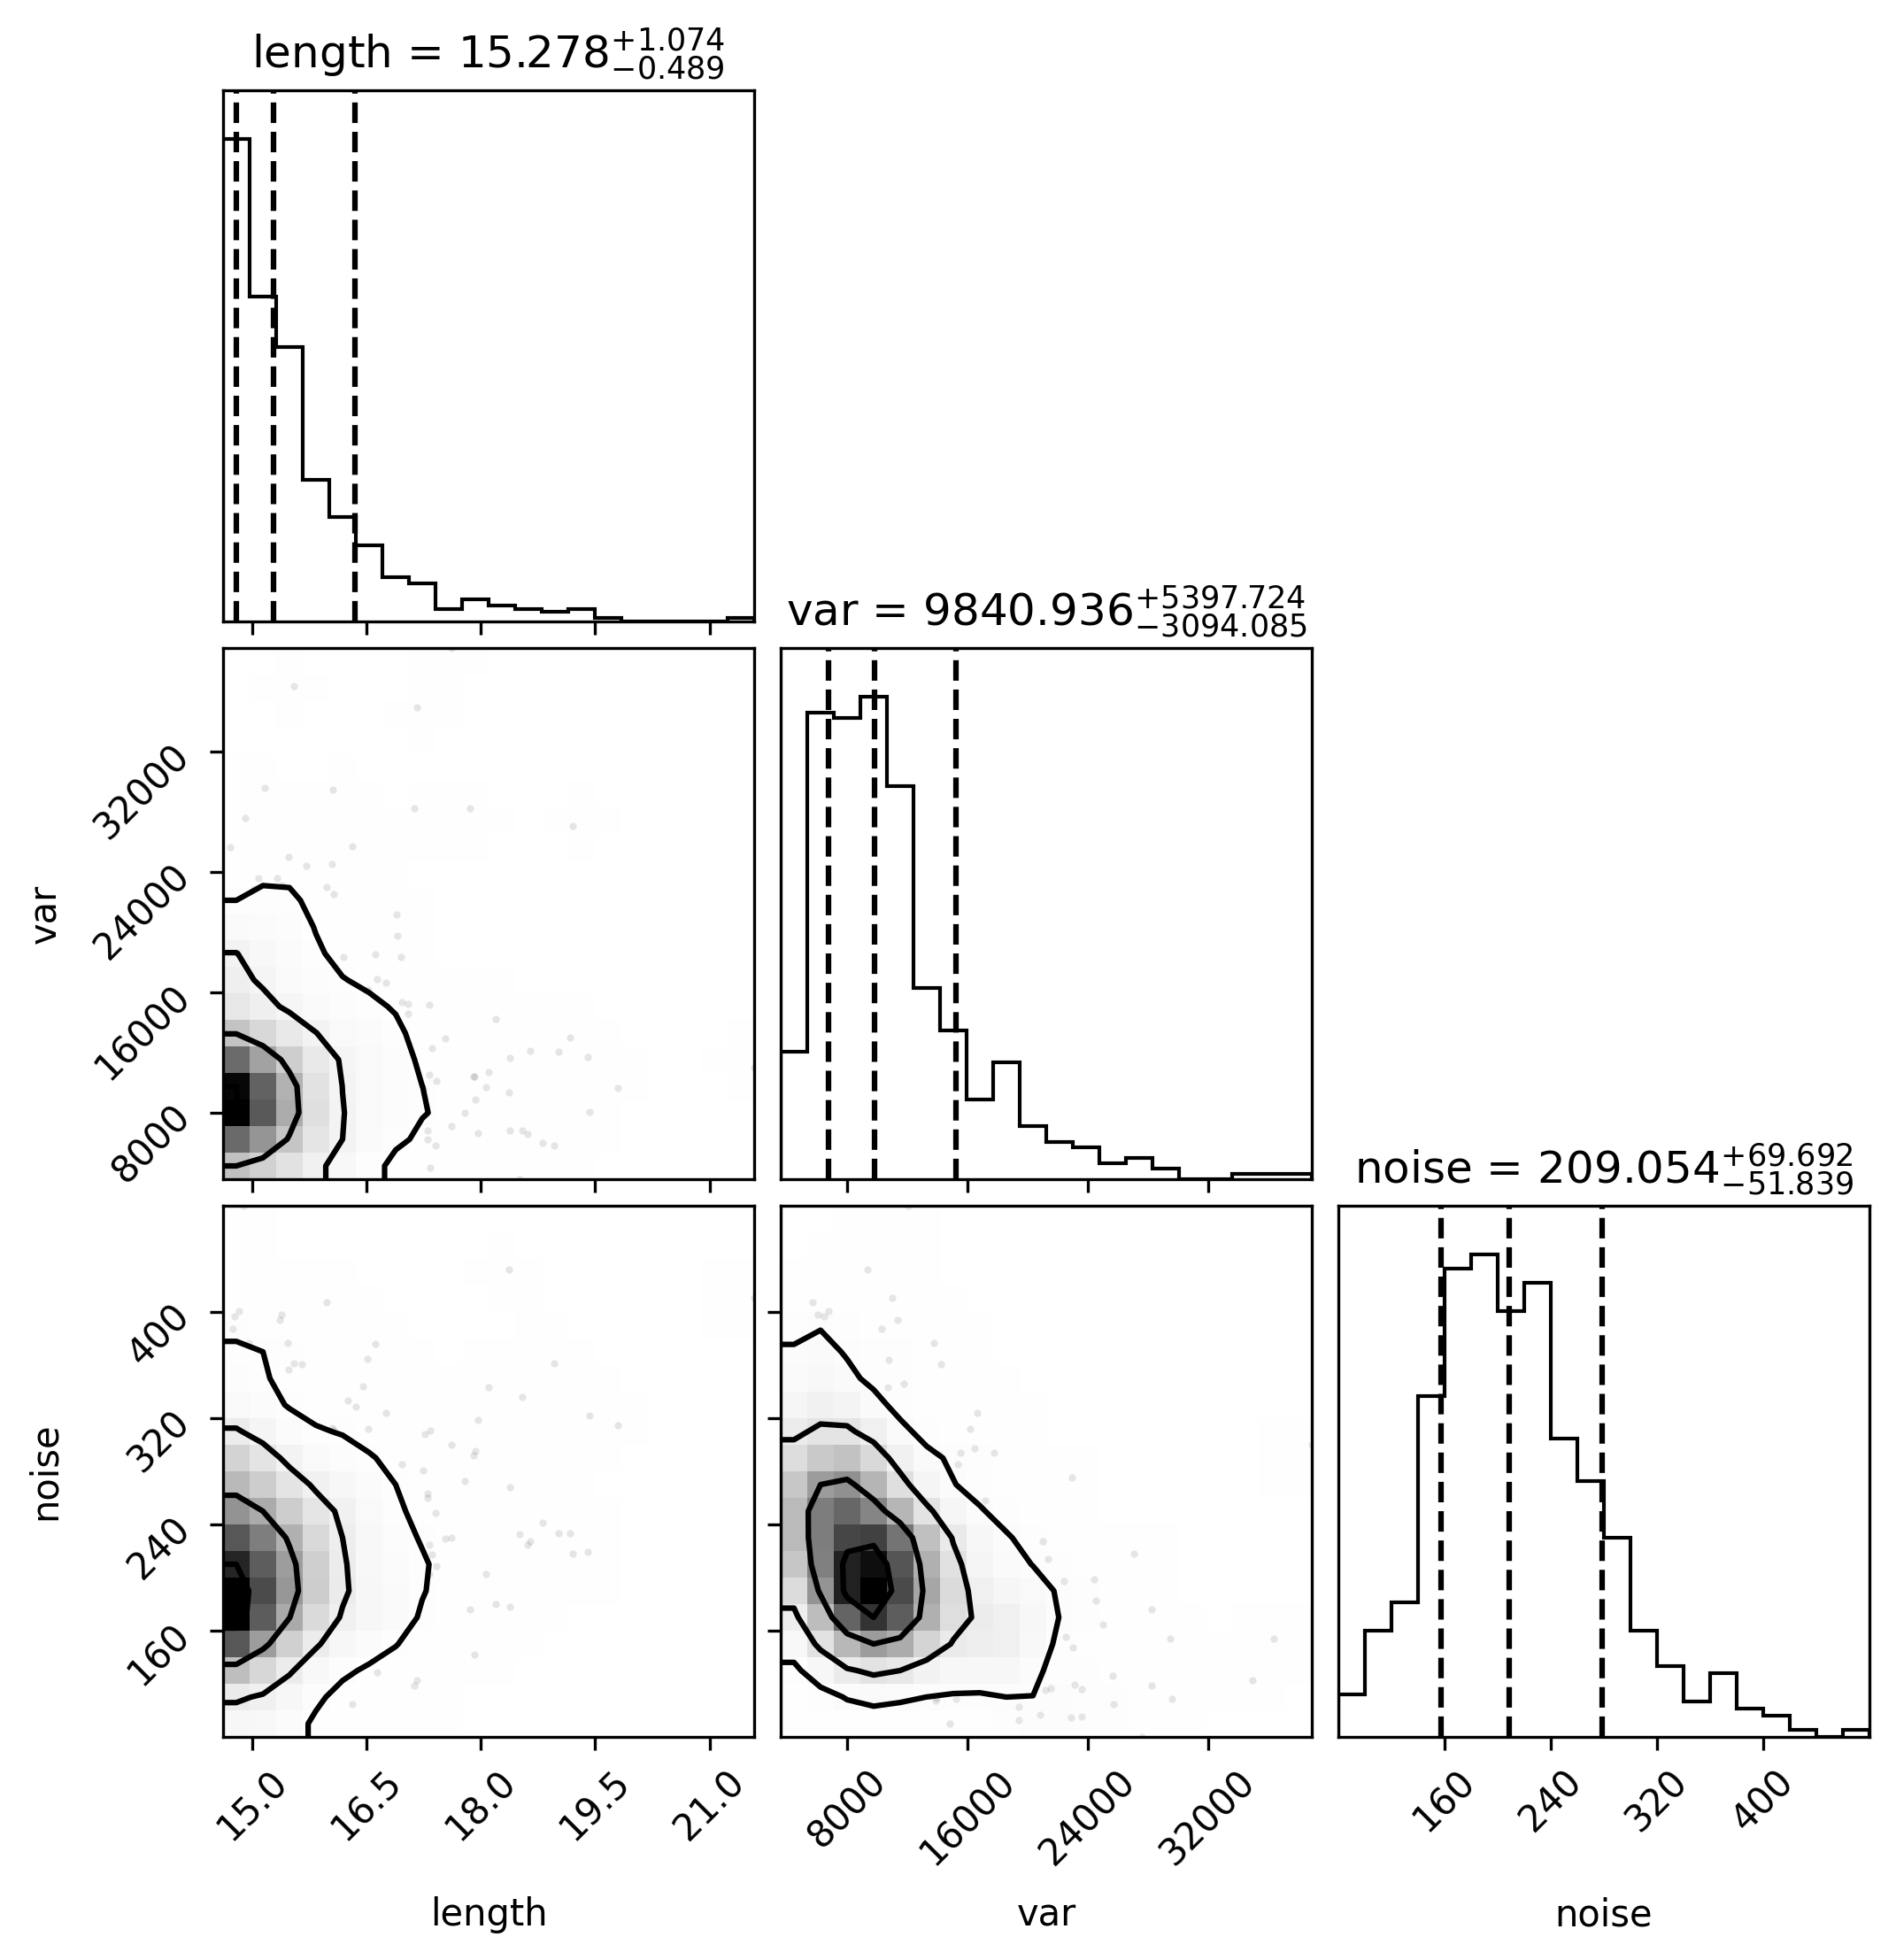 length = 15.278+1.074−0.489
var = 9840.936+5397.724−3094.085
32000
24000
16000
8000
var
noise = 209.054+69.692−51.839
400
320
240
160
noise
15.0 16.5 18.0 19.5 21.0
8000 16000 24000 32000
160 240 320 400
length
var
noise